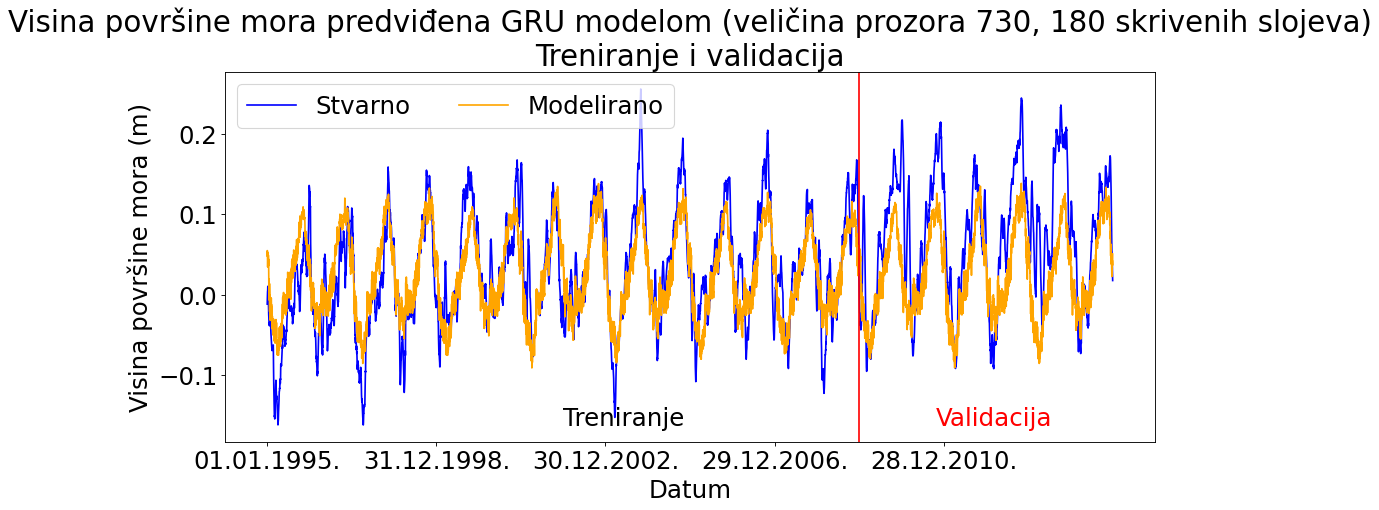 Visina površine mora predviđena GRU modelom (veličina prozora 730, 180 skrivenih slojeva)
Treniranje i validacija
Stvarno
Modelirano
Visina površine mora (m)
0.2
0.1
0.0
−0.1
Treniranje
Validacija
01.01.1995.
31.12.1998.
30.12.2002.
29.12.2006.
28.12.2010.
Datum